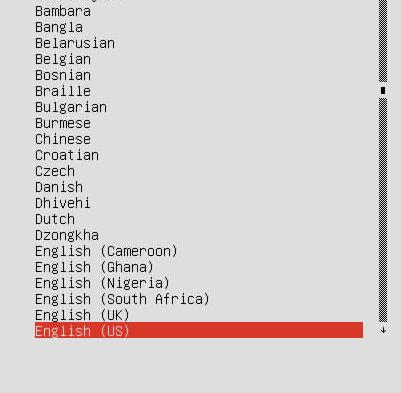 Bambara
Bangla
Belarusian
Belgian
Bosnian
Braille
Bulgarian
Burmese
Chinese
Croatian
Czech
Danish
Dhivehi
Dutch
Dzongkha
English (Cameroon)
English (Ghana)
English (Nigeria)
English (South Africa)
English (UK)
English (US)